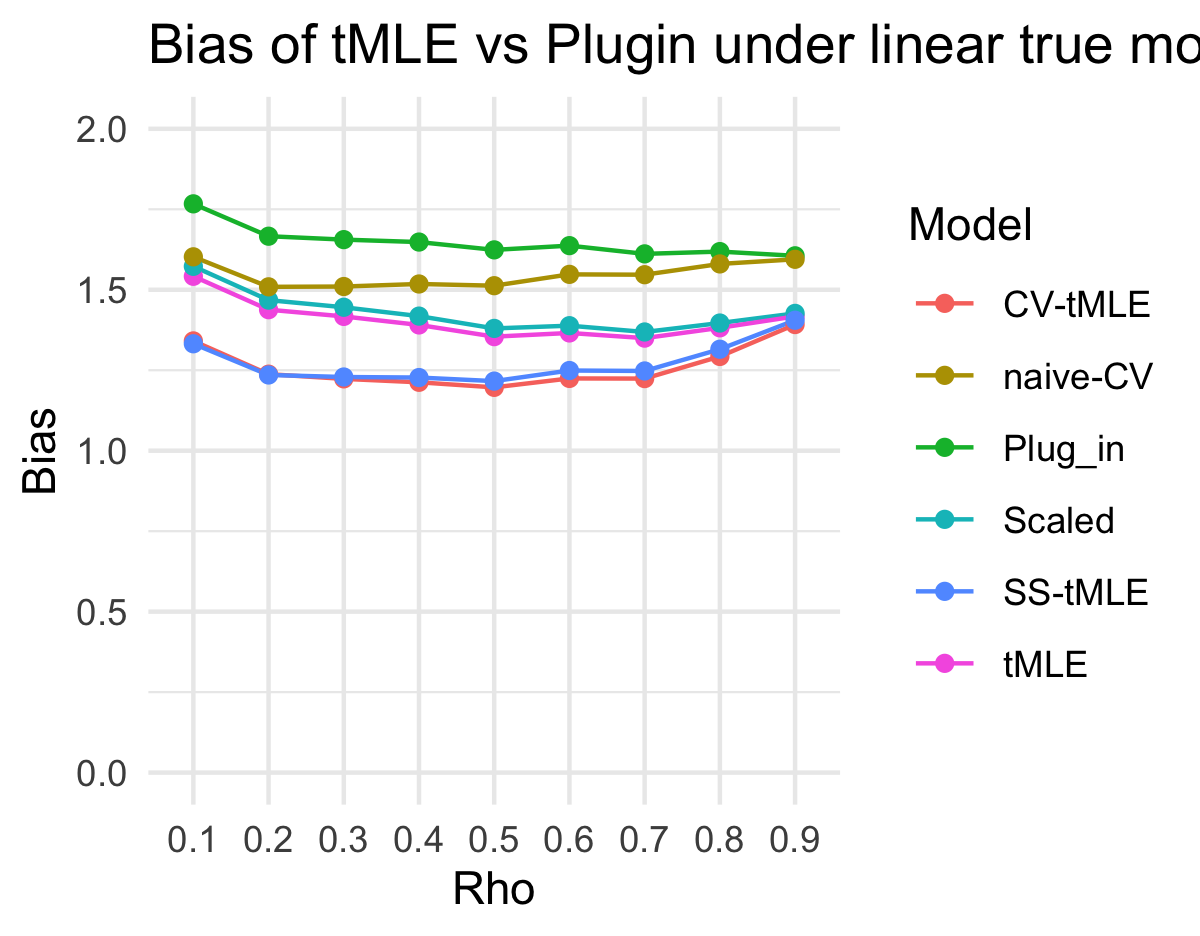 Bias of tMLE vs Plugin under linear true mo
2.0
1.5
1.0
0.5
0.0
Bias
0.1 0.2 0.3 0.4 0.5 0.6 0.7 0.8 0.9
Rho
Model
CV-tMLE
naive-CV
Plug_in
Scaled
SS-tMLE
tMLE